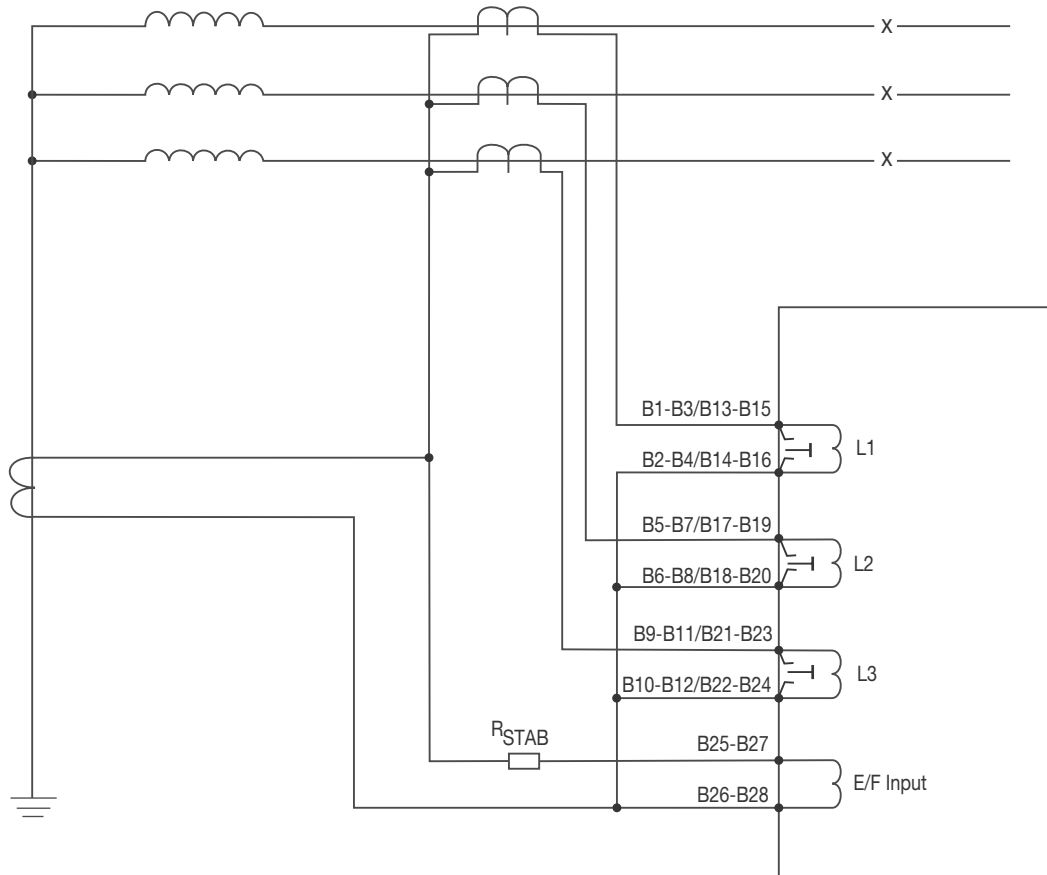 X
X
X
B1-B3/B13-B15
L1
B2-B4/B14-B16
B5-B7/B17-B19
L2
B6-B8/B18-B20
B9-B11/B21-B23
L3
B10-B12/B22-B24
RSTAB
B25-B27
E/F Input
B26-B28